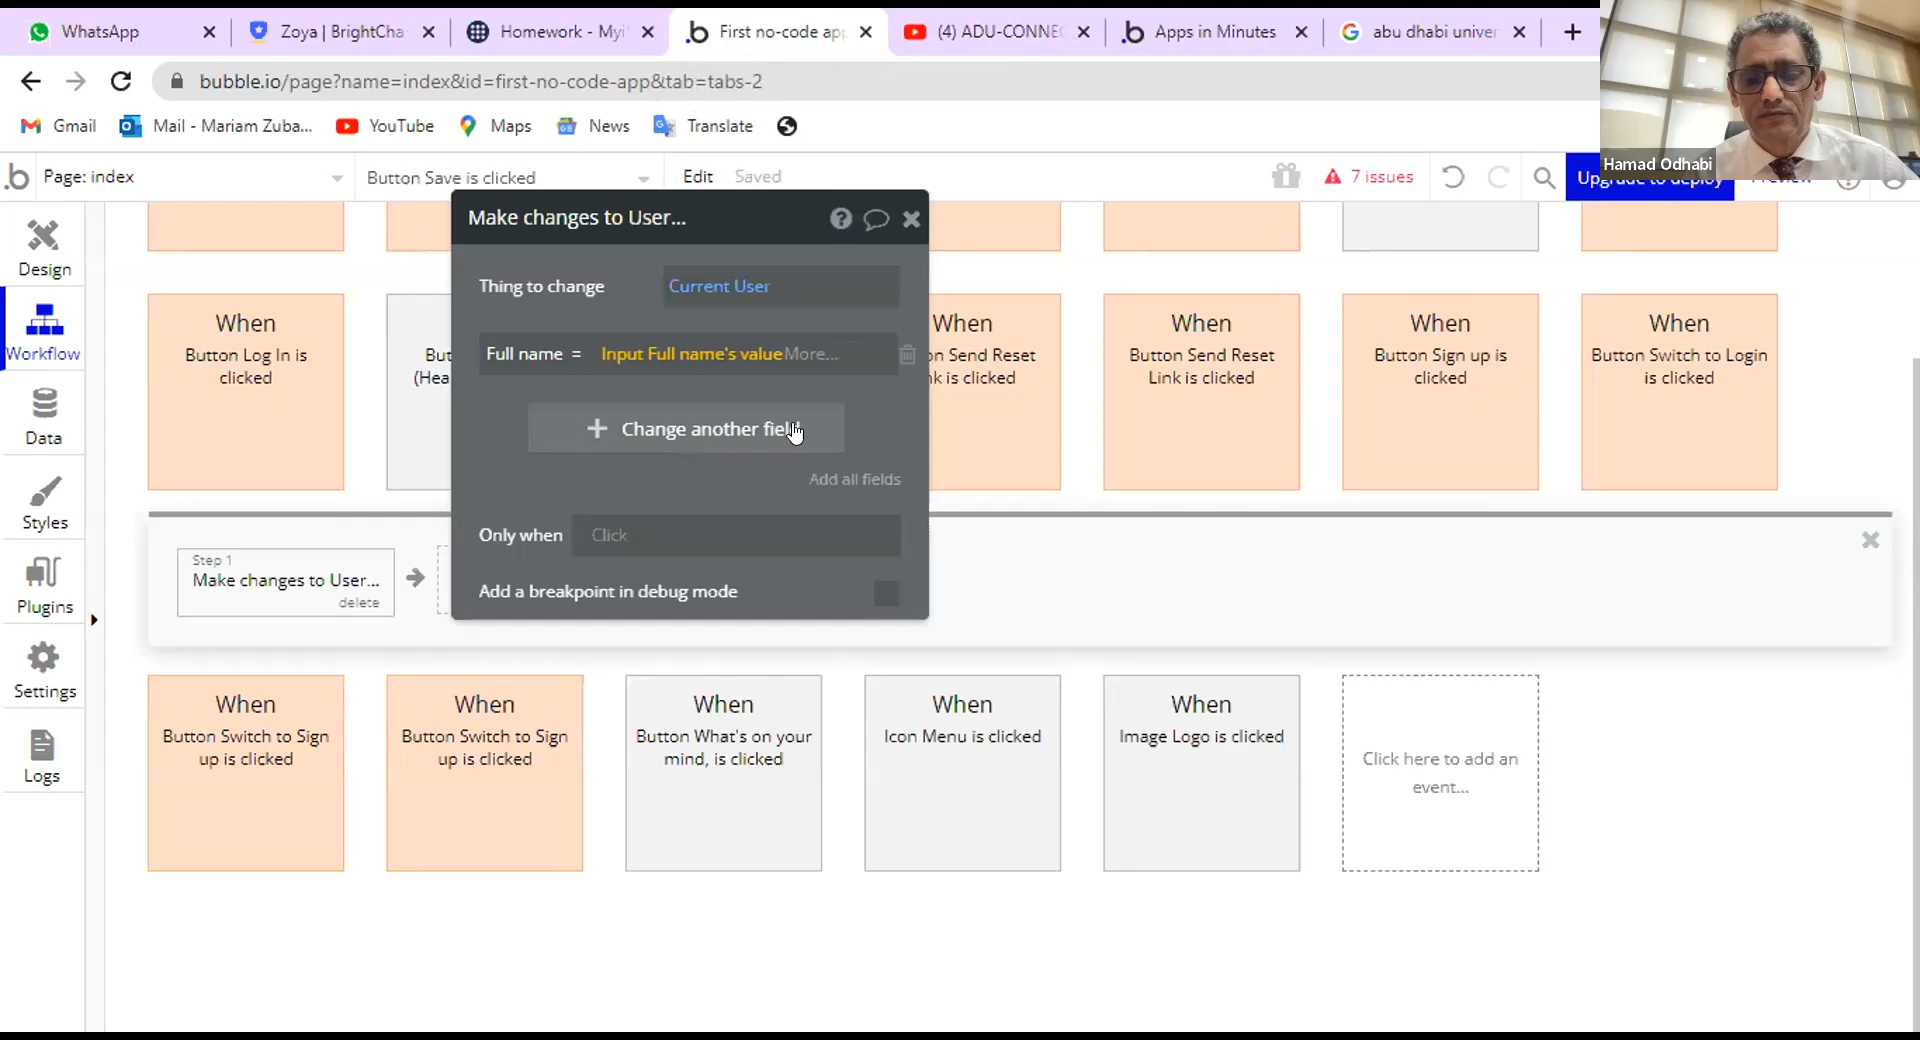 WhatsApp
Zoya | BrightCha
Homework - Myi
First no-code app
(4) ADU-CONNEC
Apps in Minutes
abu dhabi univer
bubble.io/page?name=index&id=first-no-code-app&tab=tabs-2
Gmail
Mail - Mariam Zuba...
YouTube
Maps
News
Translate
Hamad Odhabi
Page: index
Button Save is clicked
Edit
Saved
7 issues
Upgrade to deploy
Preview
Design
Workflow
Data
Styles
Plugins
Settings
Logs
Make changes to User...
Thing to change
Current User
Full name = Input Full name's value More...
Change another field
Add all fields
Only when
Click
Add a breakpoint in debug mode
When
Button Log In is
clicked
But
(Hea
When
n Send Reset
k is clicked
When
Button Send Reset
Link is clicked
When
Button Sign up is
clicked
When
Button Switch to Login
is clicked
Step 1
Make changes to User...
delete
When
Button Switch to Sign
up is clicked
When
Button Switch to Sign
up is clicked
When
Button What's on your
mind, is clicked
When
Icon Menu is clicked
When
Image Logo is clicked
Click here to add an
event...